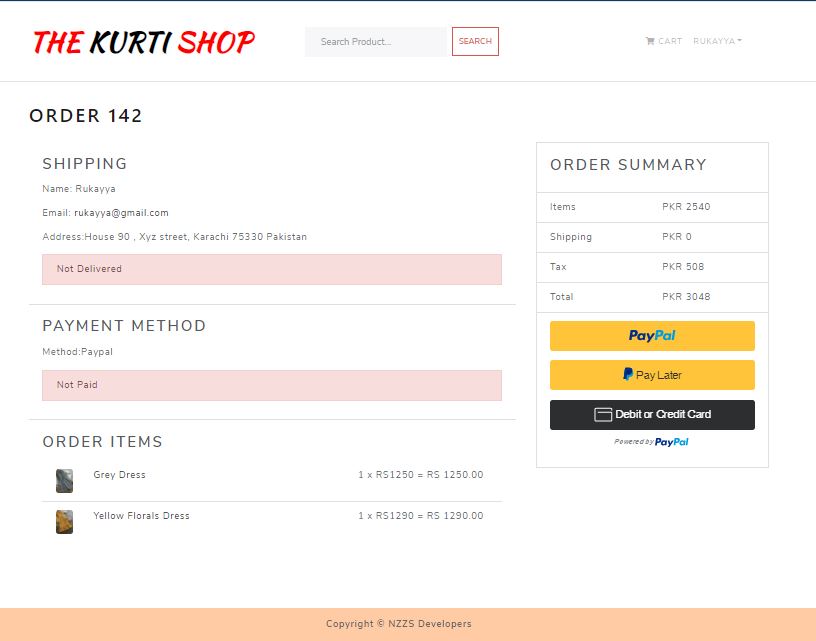 THE KURTI SHOP
Search Product...
SEARCH
CART
RUKAYYA
ORDER 142
SHIPPING
Name: Rukayya
Email: rukayya@gmail.com
Address:House 90 , Xyz street, Karachi 75330 Pakistan
Not Delivered
PAYMENT METHOD
Method:Paypal
Not Paid
ORDER ITEMS
Grey Dress 1 x RS1250 = RS 1250.00
Yellow Florals Dress 1 x RS1290 = RS 1290.00
ORDER SUMMARY
Items PKR 2540
Shipping PKR 0
Tax PKR 508
Total PKR 3048
PayPal
Pay Later
Debit or Credit Card
Powered by PayPal
Copyright © NZZS Developers